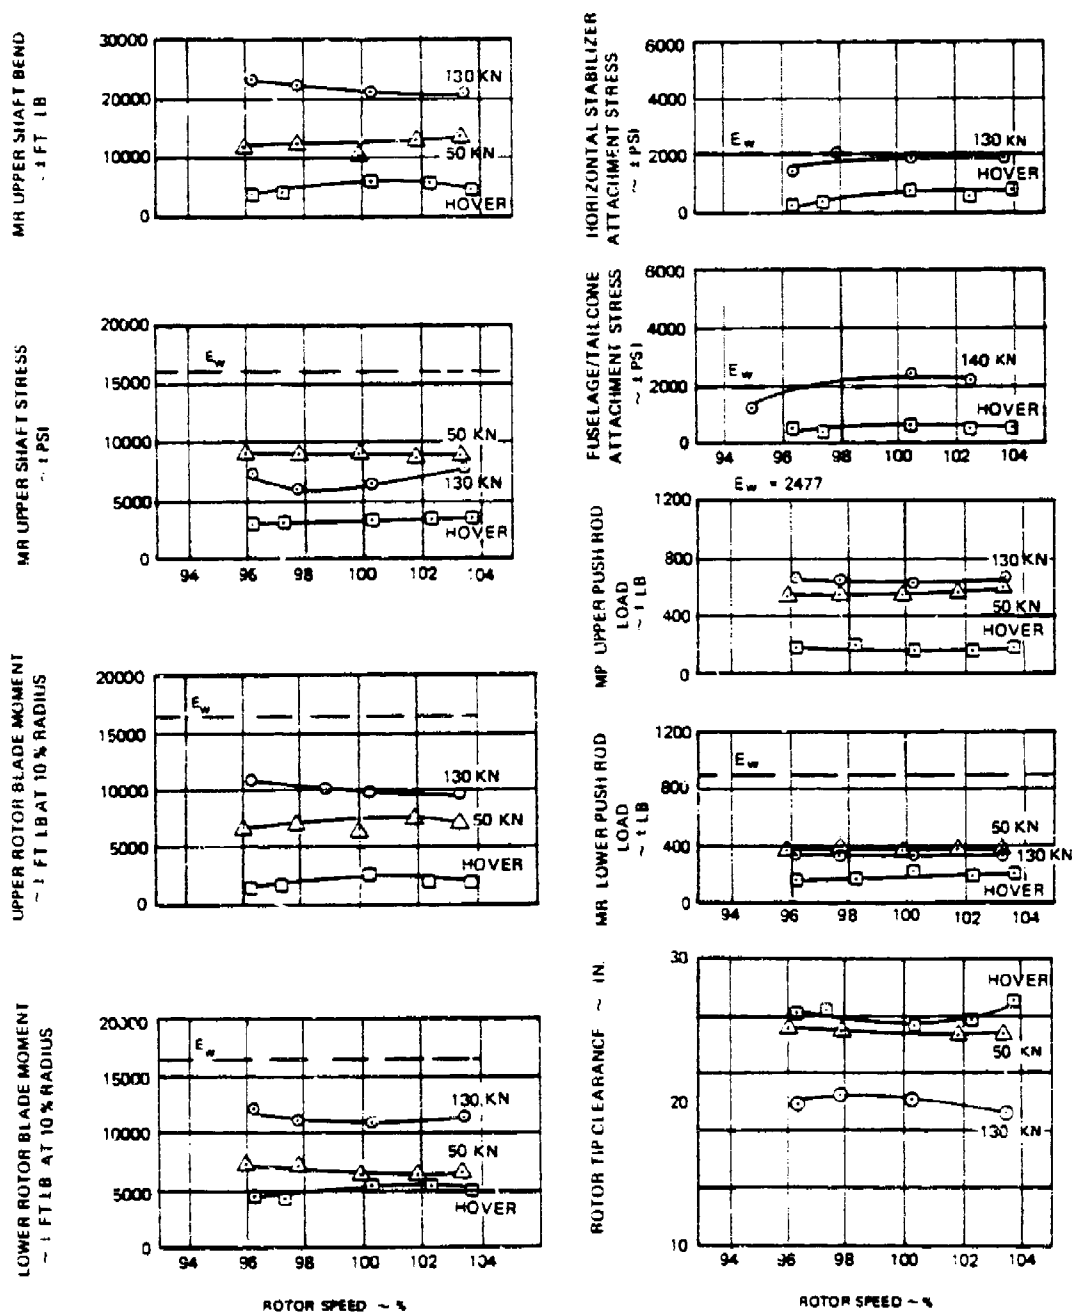 MR UPPER SHAFT BEND
~ ± FT LB
30000
20000
10000
0
130 KN
50 KN
HOVER
MR UPPER SHAFT STRESS
~ ± PSI
20000
15000
10000
5000
0
Ew
50 KN
130 KN
HOVER
94 96 98 100 102 104
UPPER ROTOR BLADE MOMENT
~ ± FT LB AT 10% RADIUS
20000
15000
10000
5000
0
Ew
130 KN
50 KN
HOVER
LOWER ROTOR BLADE MOMENT
~ ± FT LB AT 10% RADIUS
20000
15000
10000
5000
0
Ew
130 KN
50 KN
HOVER
94 96 98 100 102 104
ROTOR SPEED ~ %
HORIZONTAL STABILIZER
ATTACHMENT STRESS
~ ± PSI
6000
4000
2000
0
Ew
130 KN
HOVER
FUSELAGE/TAILCONE
ATTACHMENT STRESS
~ ± PSI
6000
4000
2000
0
Ew
140 KN
HOVER
94 96 98 100 102 104
Ew = 2477
MP UPPER PUSH ROD
LOAD
~ ± LB
1200
800
400
0
130 KN
50 KN
HOVER
MR LOWER PUSH ROD
LOAD
~ ± LB
1200
800
400
0
Ew
50 KN
130 KN
HOVER
94 96 98 100 102 104
ROTOR TIP CLEARANCE ~ IN.
30
20
10
HOVER
50 KN
130 KN
94 96 98 100 102 104
ROTOR SPEED ~ %